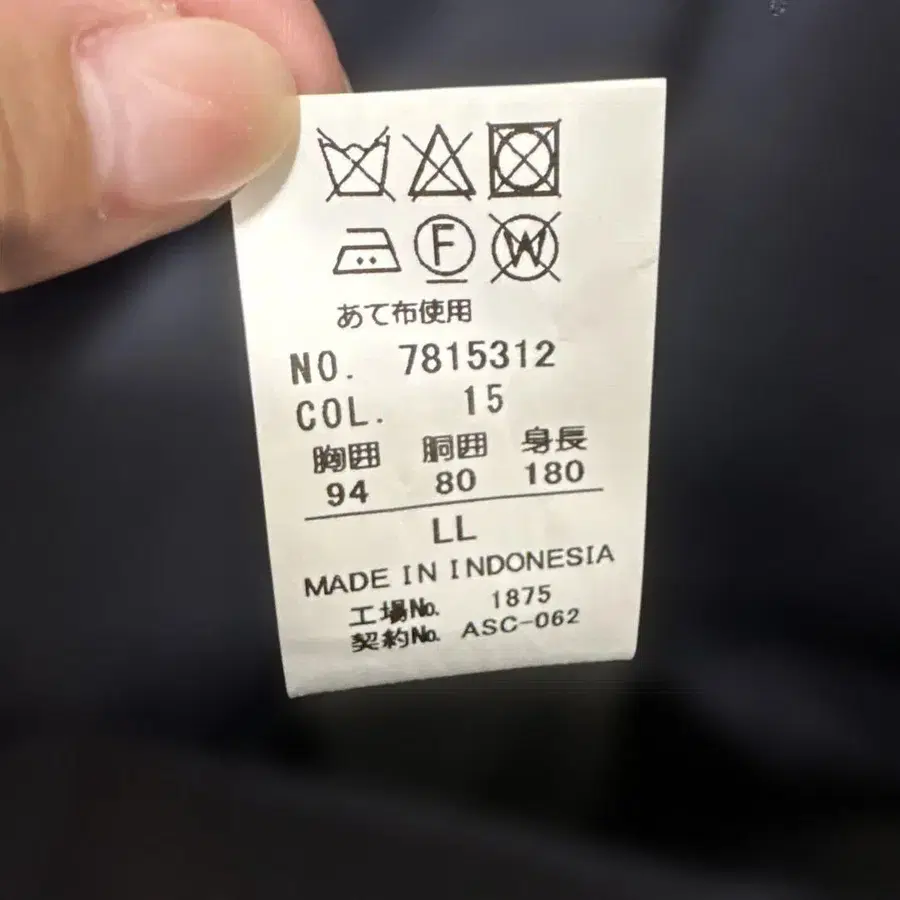 F W
あて布使用
NO. 7815312
COL. 15
胸囲 胴囲 身長
94 80 180
LL
MADE IN INDONESIA
工場No. 1875
契約No. ASC-062